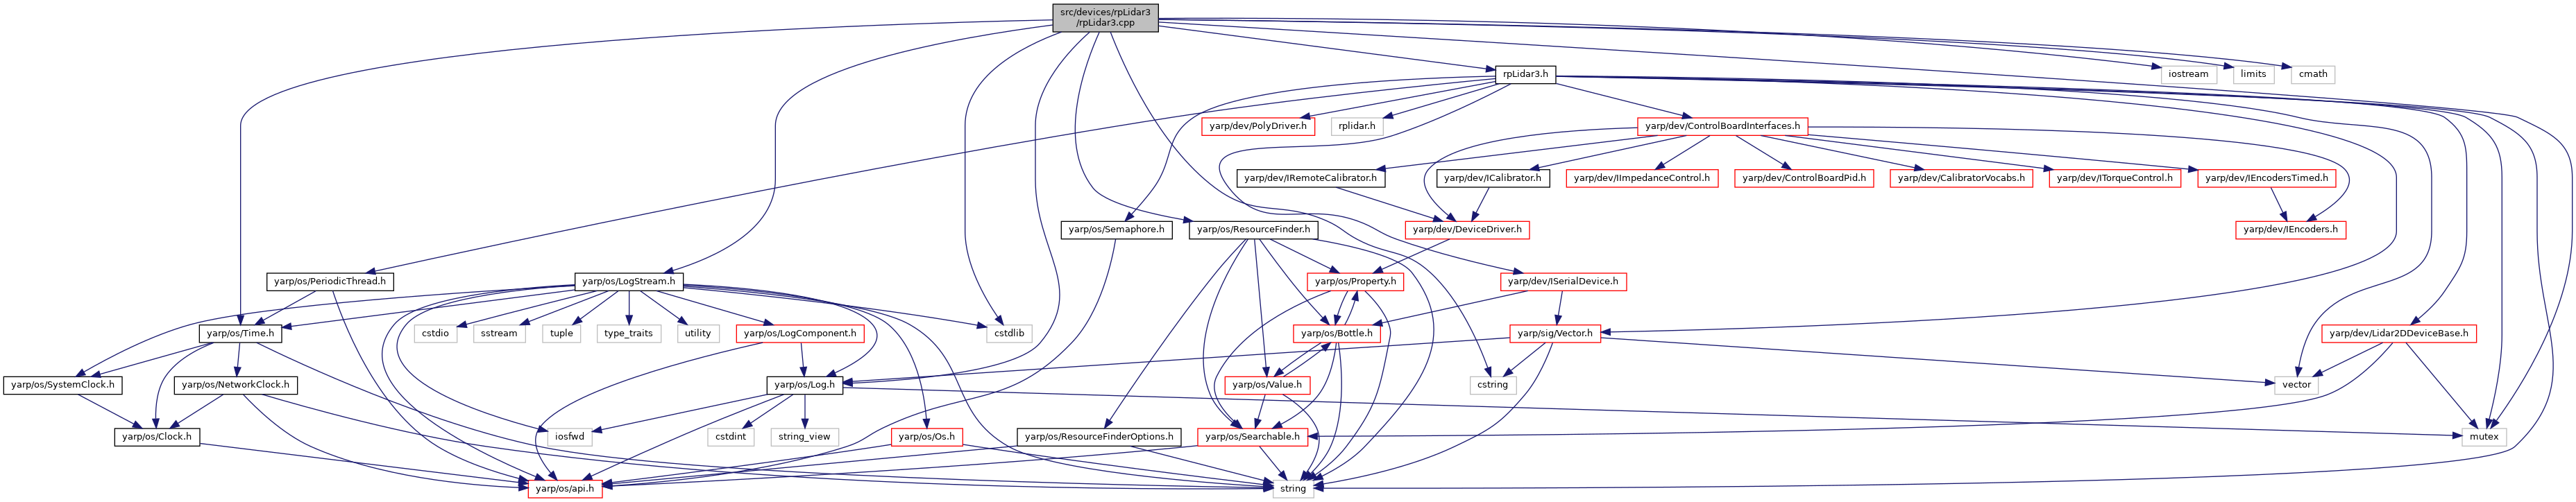 src/devices/rpLidar3
/rpLidar3.cpp
rpLidar3.h
iostream
limits
cmath
yarp/dev/PolyDriver.h
rplidar.h
yarp/dev/ControlBoardInterfaces.h
yarp/dev/IRemoteCalibrator.h
yarp/dev/ICalibrator.h
yarp/dev/IImpedanceControl.h
yarp/dev/ControlBoardPid.h
yarp/dev/CalibratorVocabs.h
yarp/dev/ITorqueControl.h
yarp/dev/IEncodersTimed.h
yarp/os/Semaphore.h
yarp/os/ResourceFinder.h
yarp/dev/DeviceDriver.h
yarp/dev/IEncoders.h
yarp/os/PeriodicThread.h
yarp/os/LogStream.h
yarp/os/Property.h
yarp/dev/ISerialDevice.h
yarp/os/Time.h
cstdio
sstream
tuple
type_traits
utility
yarp/os/LogComponent.h
cstdlib
yarp/os/Bottle.h
yarp/sig/Vector.h
yarp/dev/Lidar2DDeviceBase.h
yarp/os/SystemClock.h
yarp/os/NetworkClock.h
yarp/os/Log.h
yarp/os/Value.h
cstring
vector
yarp/os/Clock.h
iosfwd
cstdint
string_view
yarp/os/Os.h
yarp/os/ResourceFinderOptions.h
yarp/os/Searchable.h
mutex
yarp/os/api.h
string